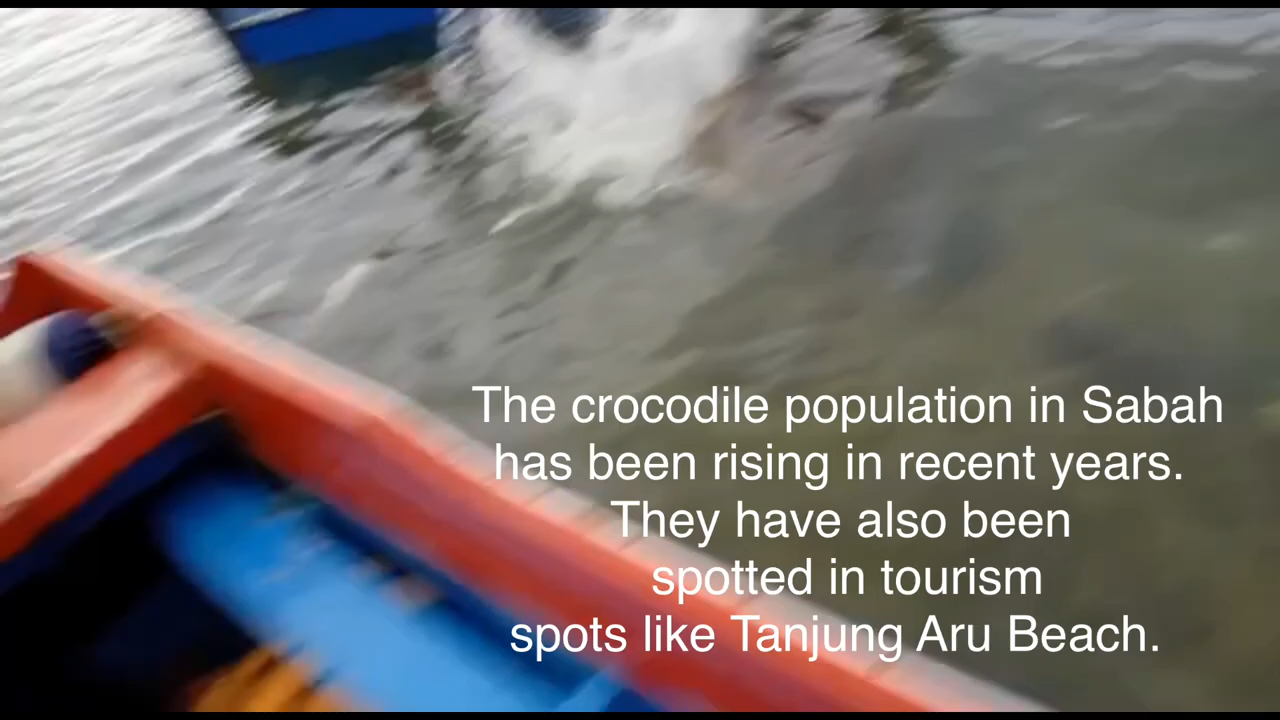 The crocodile population in Sabah
has been rising in recent years.
They have also been
spotted in tourism
spots like Tanjung Aru Beach.